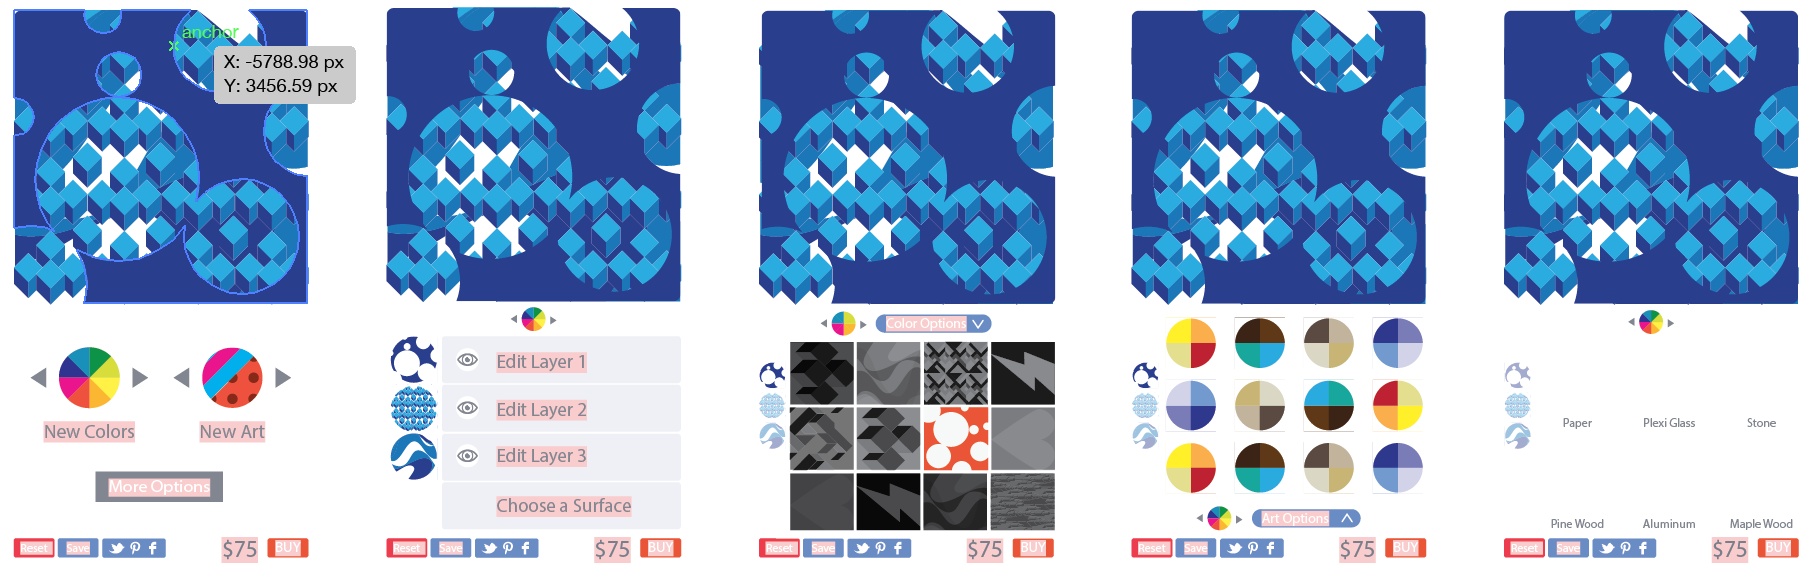 anchor
X: -5788.98 px
Y: 3456.59 px
New Colors
New Art
More Options
Reset
Save
$75
BUY
Edit Layer 1
Edit Layer 2
Edit Layer 3
Choose a Surface
Reset
Save
$75
BUY
Color Options
Reset
Save
$75
BUY
Art Options
Reset
Save
$75
BUY
Paper
Plexi Glass
Stone
Pine Wood
Aluminum
Maple Wood
Reset
Save
$75
BUY